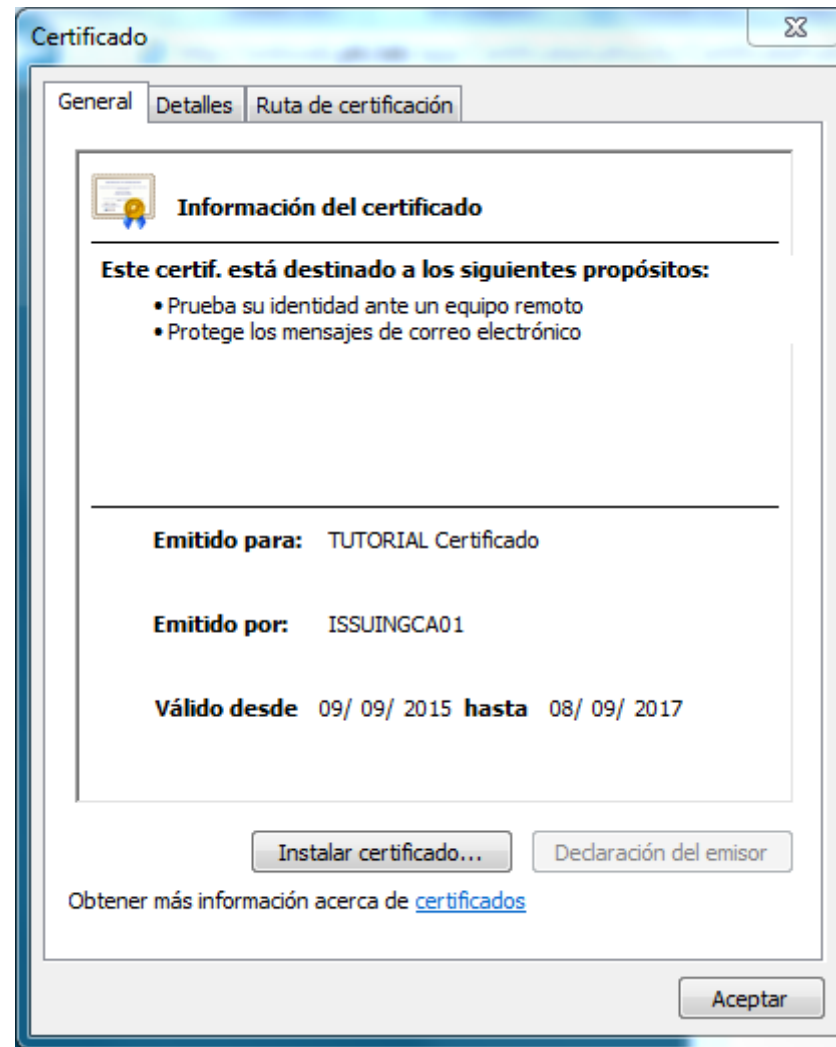 Certificado
General Detalles Ruta de certificación
Información del certificado
Este certif. está destinado a los siguientes propósitos:
• Prueba su identidad ante un equipo remoto
• Protege los mensajes de correo electrónico
Emitido para: TUTORIAL Certificado
Emitido por: ISSUINGCA01
Válido desde 09/ 09/ 2015 hasta 08/ 09/ 2017
Instalar certificado... Declaración del emisor
Obtener más información acerca de certificados
Aceptar